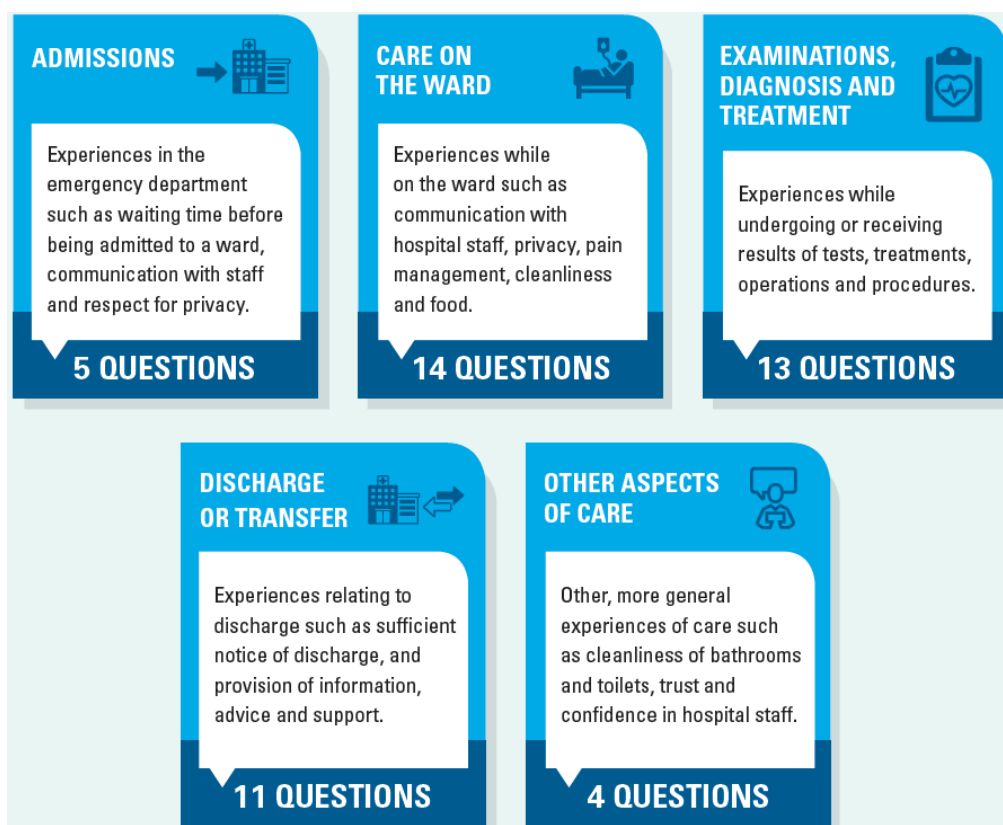 ADMISSIONS
Experiences in the
emergency department
such as waiting time before
being admitted to a ward,
communication with staff
and respect for privacy.
5 QUESTIONS
CARE ON
THE WARD
Experiences while
on the ward such as
communication with
hospital staff, privacy, pain
management, cleanliness
and food.
14 QUESTIONS
EXAMINATIONS,
DIAGNOSIS AND
TREATMENT
Experiences while
undergoing or receiving
results of tests, treatments,
operations and procedures.
13 QUESTIONS
DISCHARGE
OR TRANSFER
Experiences relating to
discharge such as sufficient
notice of discharge, and
provision of information,
advice and support.
11 QUESTIONS
OTHER ASPECTS
OF CARE
Other, more general
experiences of care such
as cleanliness of bathrooms
and toilets, trust and
confidence in hospital staff.
4 QUESTIONS